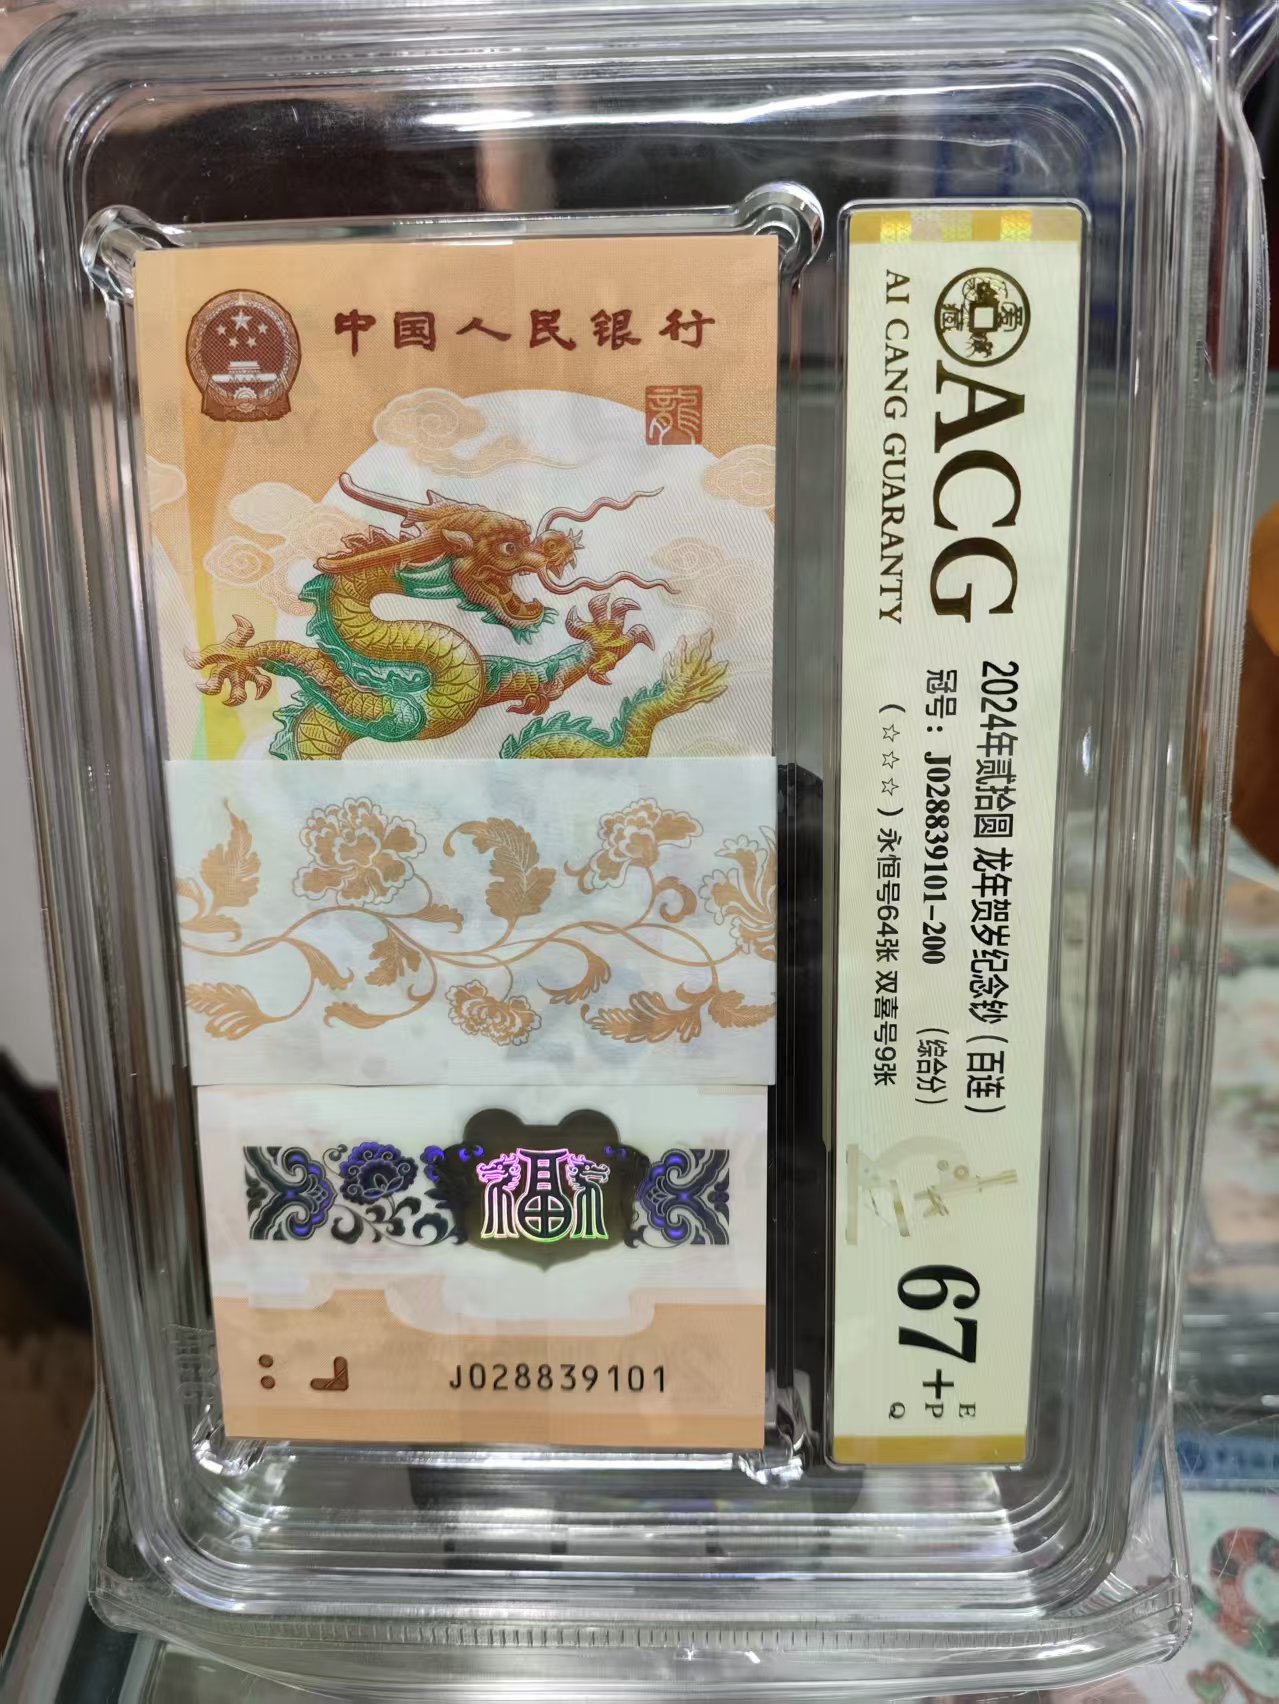 中国人民银行
龍
福
J028839101
ACG
AI CANG GUARANTY
2024年贰拾圆 龙年贺岁纪念钞（百连）
冠号：J028839101-200 （综合分）
（☆☆☆）永恒号64张 双喜号9张
67+
E
P
Q